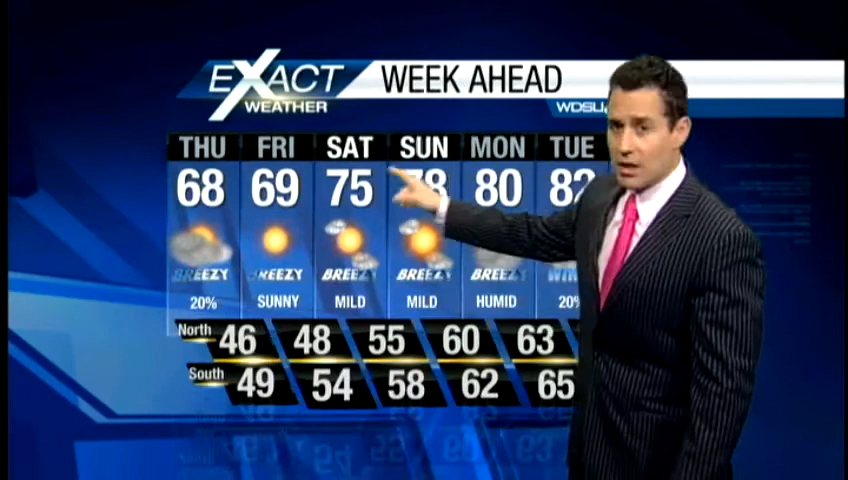 EXACT
WEATHER
WEEK AHEAD
WDSU
THU FRI SAT SUN MON TUE
68 69 75 78 80 82
BREEZY BREEZY BREEZY BREEZY BREEZY
20% SUNNY MILD MILD HUMID 20%
North 46 48 55 60 63
South 49 54 58 62 65